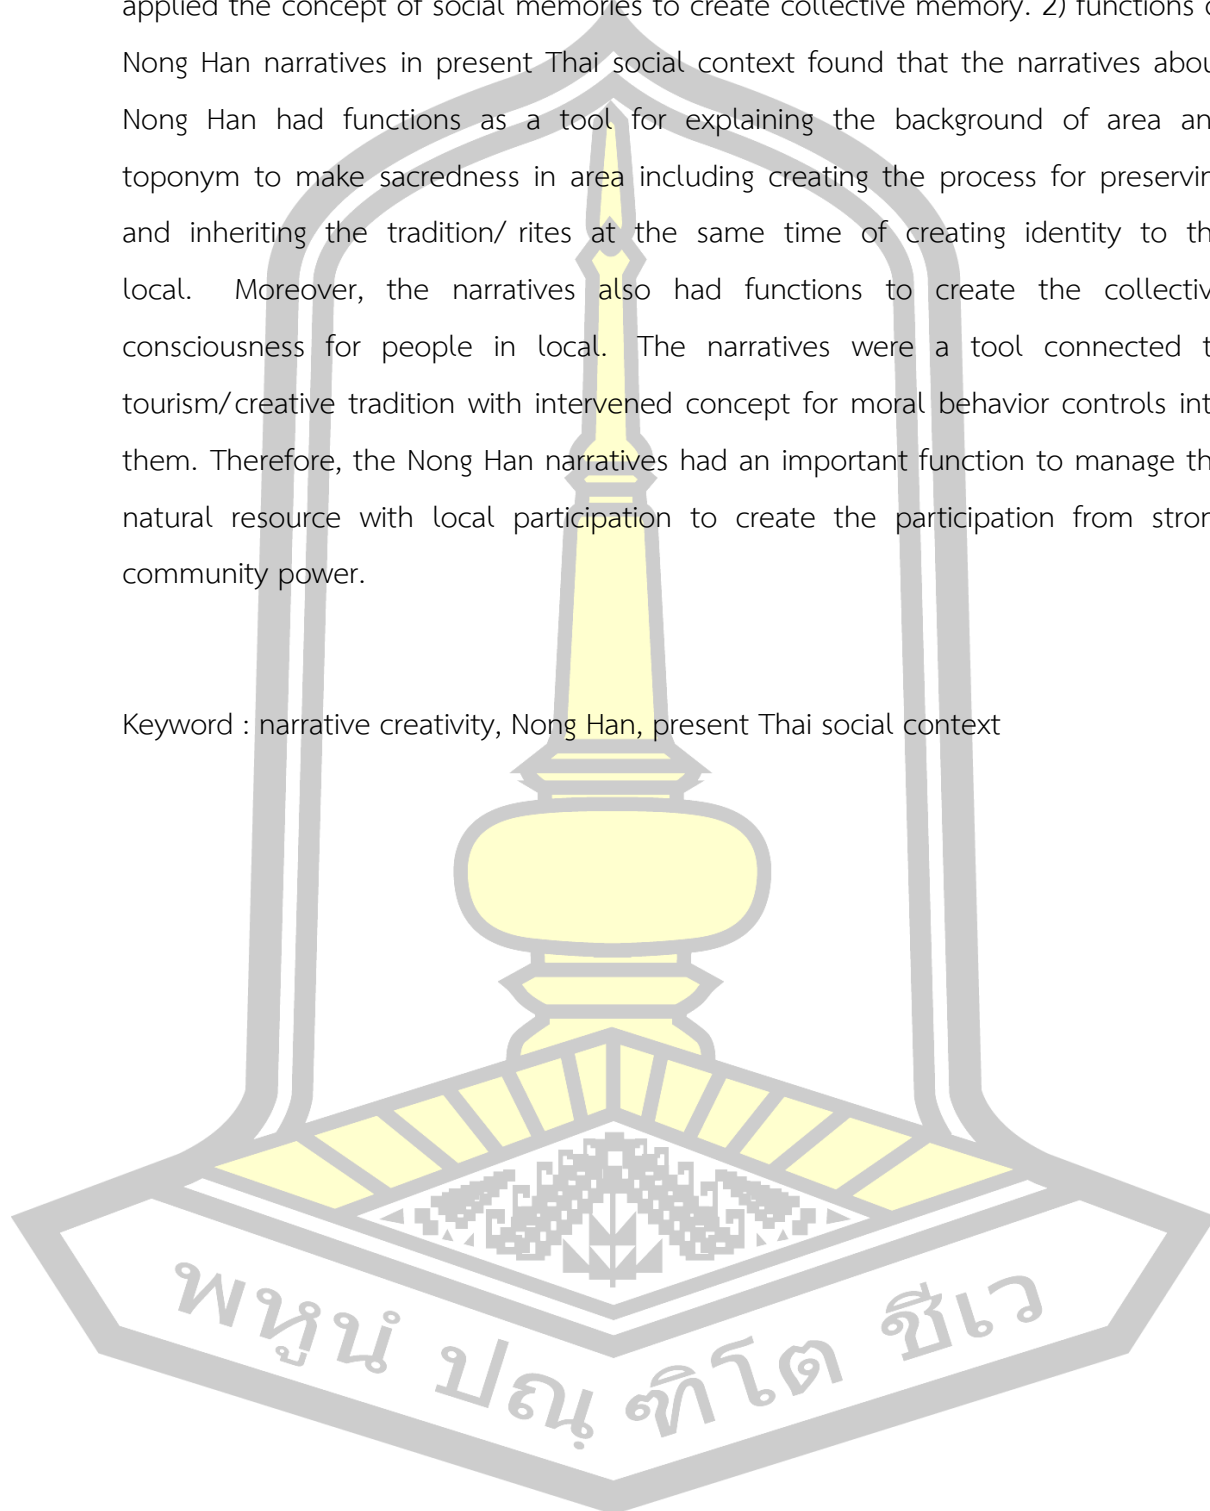 applied the concept of social memories to create collective memory. 2) functions
Nong Han narratives in present Thai social context found that the narratives abou
Nong Han had functions as a tool for explaining the background of area an
toponym to make sacredness in area including creating the process for preservin
and inheriting the tradition/ rites at the same time of creating identity to th
local. Moreover, the narratives also had functions to create the collectiv
consciousness for people in local. The narratives were a tool connected t
tourism/creative tradition with intervened concept for moral behavior controls int
them. Therefore, the Nong Han narratives had an important function to manage th
natural resource with local participation to create the participation from stron
community power.
Keyword : narrative creativity, Nong Han, present Thai social context
พหูนํ ปณฺฑิโต ชีเว